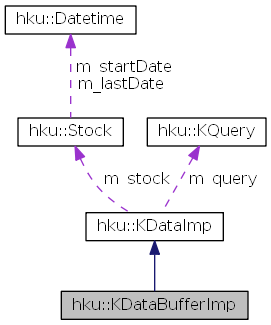 hku::Datetime
m_startDate
m_lastDate
hku::Stock
hku::KQuery
m_stock
m_query
hku::KDataImp
hku::KDataBufferImp